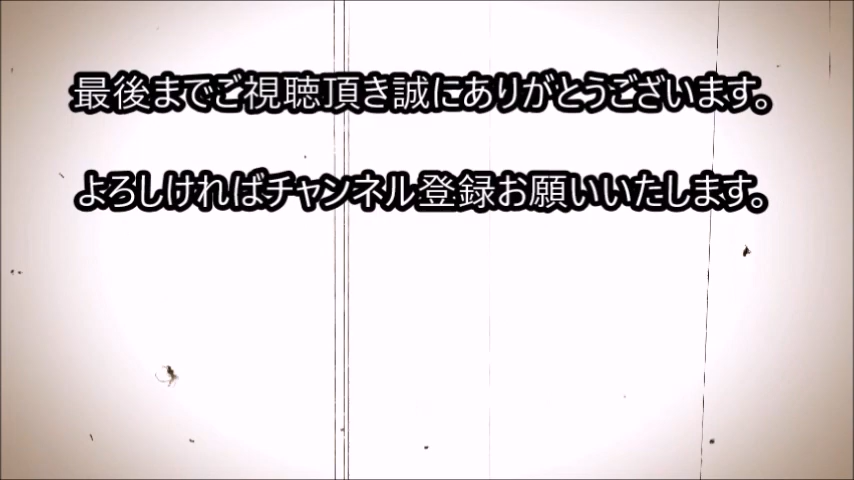 最後までご視聴頂き誠にありがとうございます。
よろしければチャンネル登録お願いいたします。